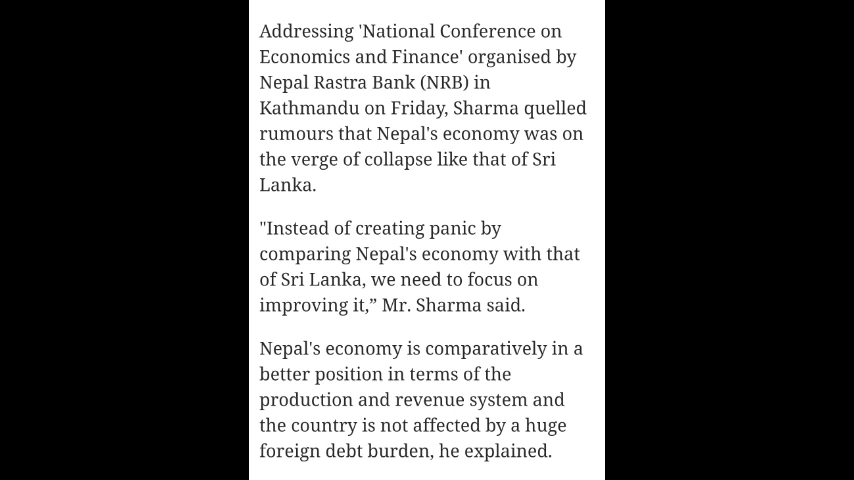 Addressing 'National Conference on
Economics and Finance' organised by
Nepal Rastra Bank (NRB) in
Kathmandu on Friday, Sharma quelled
rumours that Nepal's economy was on
the verge of collapse like that of Sri
Lanka.
"Instead of creating panic by
comparing Nepal's economy with that
of Sri Lanka, we need to focus on
improving it,” Mr. Sharma said.
Nepal's economy is comparatively in a
better position in terms of the
production and revenue system and
the country is not affected by a huge
foreign debt burden, he explained.